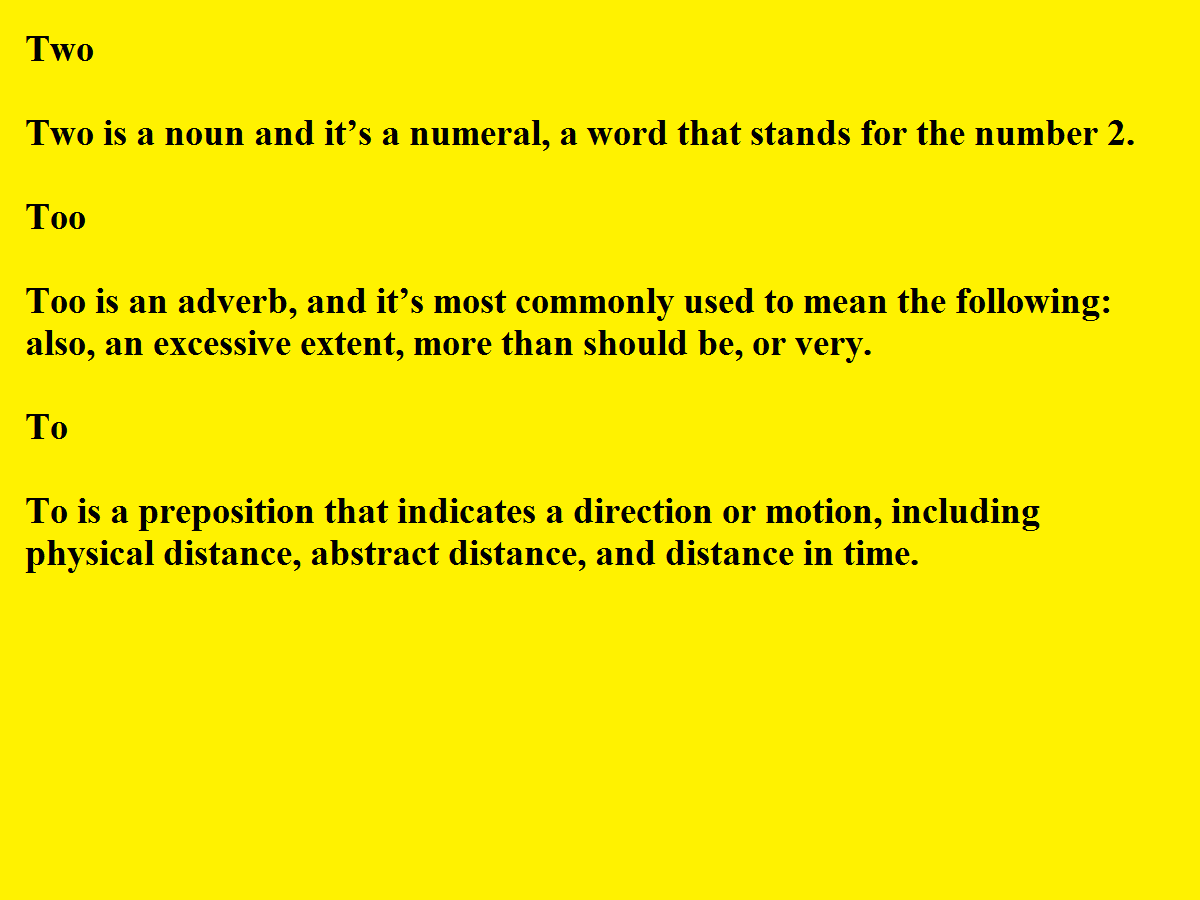 Two
Two is a noun and it’s a numeral, a word that stands for the number 2.
Too
Too is an adverb, and it’s most commonly used to mean the following:
also, an excessive extent, more than should be, or very.
To
To is a preposition that indicates a direction or motion, including
physical distance, abstract distance, and distance in time.